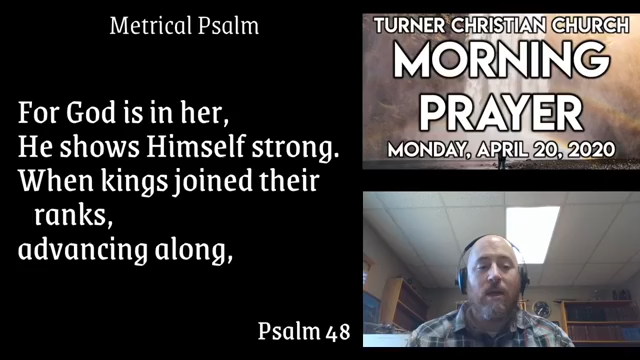 Metrical Psalm
For God is in her,
He shows Himself strong.
When kings joined their
ranks,
advancing along,
Psalm 48
TURNER CHRISTIAN CHURCH
MORNING
PRAYER
MONDAY, APRIL 20, 2020